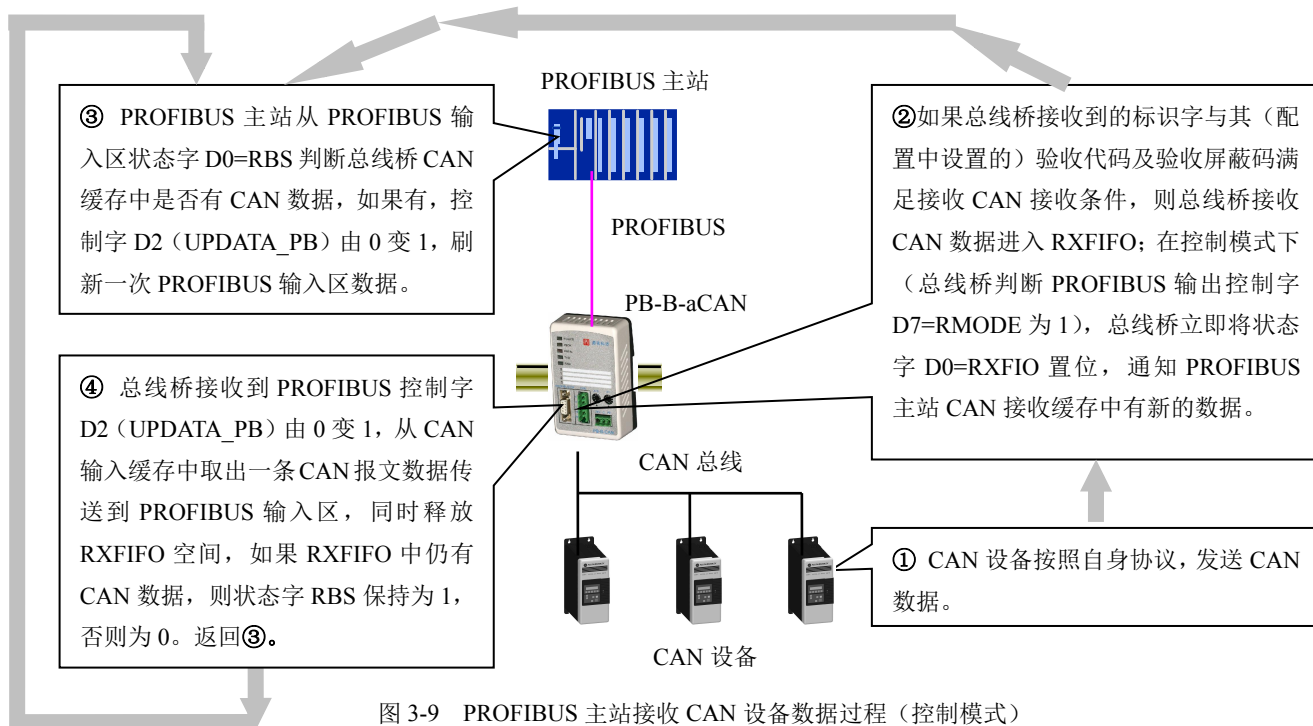 PROFIBUS 主站
③ PROFIBUS 主站从 PROFIBUS 输
入区状态字 D0=RBS 判断总线桥 CAN
缓存中是否有 CAN 数据，如果有，控
制字 D2（UPDATA_PB）由 0 变 1，刷
新一次 PROFIBUS 输入区数据。
②如果总线桥接收到的标识字与其（配
置中设置的）验收代码及验收屏蔽码满
足接收 CAN 接收条件，则总线桥接收
CAN 数据进入 RXFIFO；在控制模式下
（总线桥判断 PROFIBUS 输出控制字
D7=RMODE 为 1），总线桥立即将状态
字 D0=RXFIO 置位，通知 PROFIBUS
主站 CAN 接收缓存中有新的数据。
PROFIBUS
PB-B-aCAN
④ 总线桥接收到 PROFIBUS 控制字
D2（UPDATA_PB）由 0 变 1，从 CAN
输入缓存中取出一条 CAN 报文数据传
送到 PROFIBUS 输入区，同时释放
RXFIFO 空间，如果 RXFIFO 中仍有
CAN 数据，则状态字 RBS 保持为 1，
否则为 0。返回③。
CAN 总线
① CAN 设备按照自身协议，发送 CAN
数据。
CAN 设备
图 3-9 PROFIBUS 主站接收 CAN 设备数据过程（控制模式）